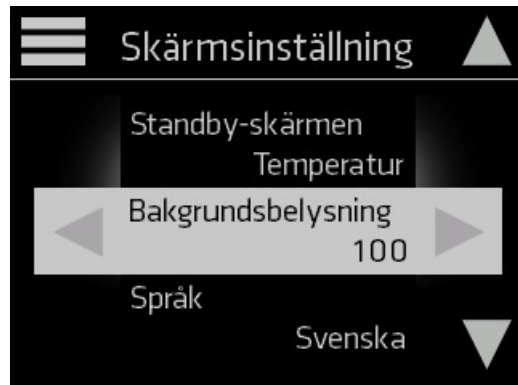 Skärmsinställning
Standby-skärmen
Temperatur
Bakgrundsbelysning
100
Språk
Svenska